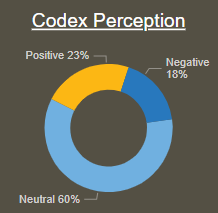 Codex Perception
Positive 23%
Negative
18%
Neutral 60%